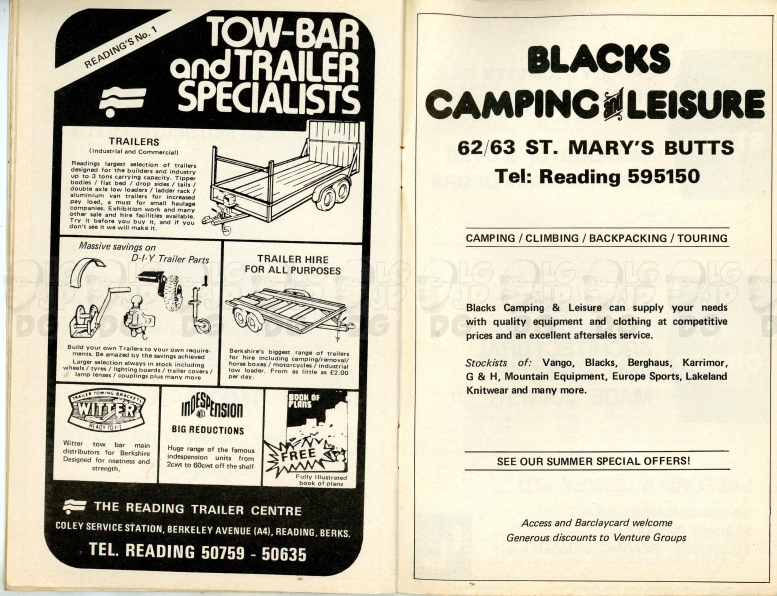 READING'S No. 1
TOW-BAR
and TRAILER
SPECIALISTS
TRAILERS
(Industrial and Commercial)
Readings largest selection of trailers
designed for the builders and industry
up to 3 tons carrying capacity. Tipper
bodies / flat bed / drop sides / tails /
double axle low loaders / ladder rack /
aluminium van trailers for increased
pay load, a must for small haulage
companies. Exhibition work and many
other sale and hire facilities available.
Try it before you buy it, and if you
don't see it we will make it.
Massive savings on
D-I-Y Trailer Parts
Build your own Trailers to your own require-
ments. Be amazed by the savings achieved
Larger selection always in stock including
wheels / tyres / lighting boards / trailer covers /
lamp lenses / couplings plus many more
TRAILER HIRE
FOR ALL PURPOSES
Berkshire's biggest range of trailers
for hire including camping/removal/
horse boxes / motorcycles / industrial
low loader. From as little as £2.00
per day.
TRAILER TOWING BRACKETS
WITTER
READY TO FIT
Witter tow bar main
distributors for Berkshire
Designed for neatness and
strength.
INDESPENSION
BIG REDUCTIONS
Huge range of the famous
indespension units from
2cwt to 60cwt off the shelf
BOOK OF
PLANS
FREE
Fully Illustrated
book of plans
THE READING TRAILER CENTRE
COLEY SERVICE STATION, BERKELEY AVENUE (A4), READING, BERKS.
TEL. READING 50759 - 50635
BLACKS
CAMPING and LEISURE
62/63 ST. MARY'S BUTTS
Tel: Reading 595150
CAMPING / CLIMBING / BACKPACKING / TOURING
Blacks Camping & Leisure can supply your needs
with quality equipment and clothing at competitive
prices and an excellent aftersales service.
Stockists of: Vango, Blacks, Berghaus, Karrimor,
G & H, Mountain Equipment, Europe Sports, Lakeland
Knitwear and many more.
SEE OUR SUMMER SPECIAL OFFERS!
Access and Barclaycard welcome
Generous discounts to Venture Groups